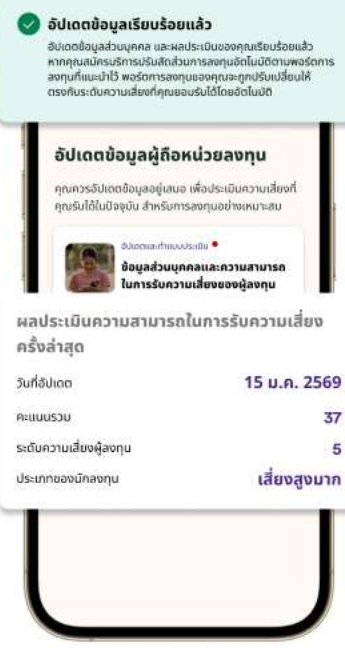 อัปเดตข้อมูลเรียบร้อยแล้ว
อัปเดตข้อมูลส่วนบุคคล และผลประเมินของคุณเรียบร้อยแล้ว
หากคุณสมัครบริการปรับสัดส่วนการลงทุนอัตโนมัติตามพอร์ตการ
ลงทุนที่แนะนำไว้ พอร์ตการลงทุนของคุณจะถูกปรับเปลี่ยนให้
ตรงกับระดับความเสี่ยงที่คุณยอมรับได้โดยอัตโนมัติ
อัปเดตข้อมูลผู้ถือหน่วยลงทุน
คุณควรอัปเดตข้อมูลอยู่เสมอ เพื่อประเมินความเสี่ยงที่
คุณรับได้ในปัจจุบัน สำหรับการลงทุนอย่างเหมาะสม
อัปเดตและทำแบบประเมิน
ข้อมูลส่วนบุคคลและความสามารถ
ในการรับความเสี่ยงของผู้ลงทุน
ผลประเมินความสามารถในการรับความเสี่ยง
ครั้งล่าสุด
วันที่อัปเดต 15 ม.ค. 2569
คะแนนรวม 37
ระดับความเสี่ยงผู้ลงทุน 5
ประเภทของนักลงทุน เสี่ยงสูงมาก